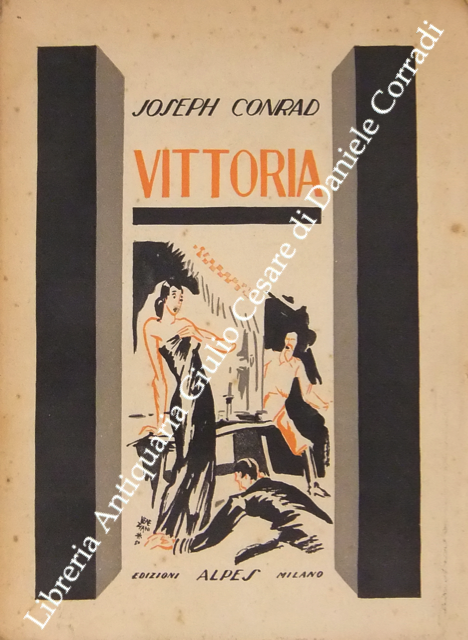 JOSEPH CONRAD
VITTORIA
EDIZIONI ALPES MILANO
Libreria Antiquaria Giulio Cesare di Daniele Corradi